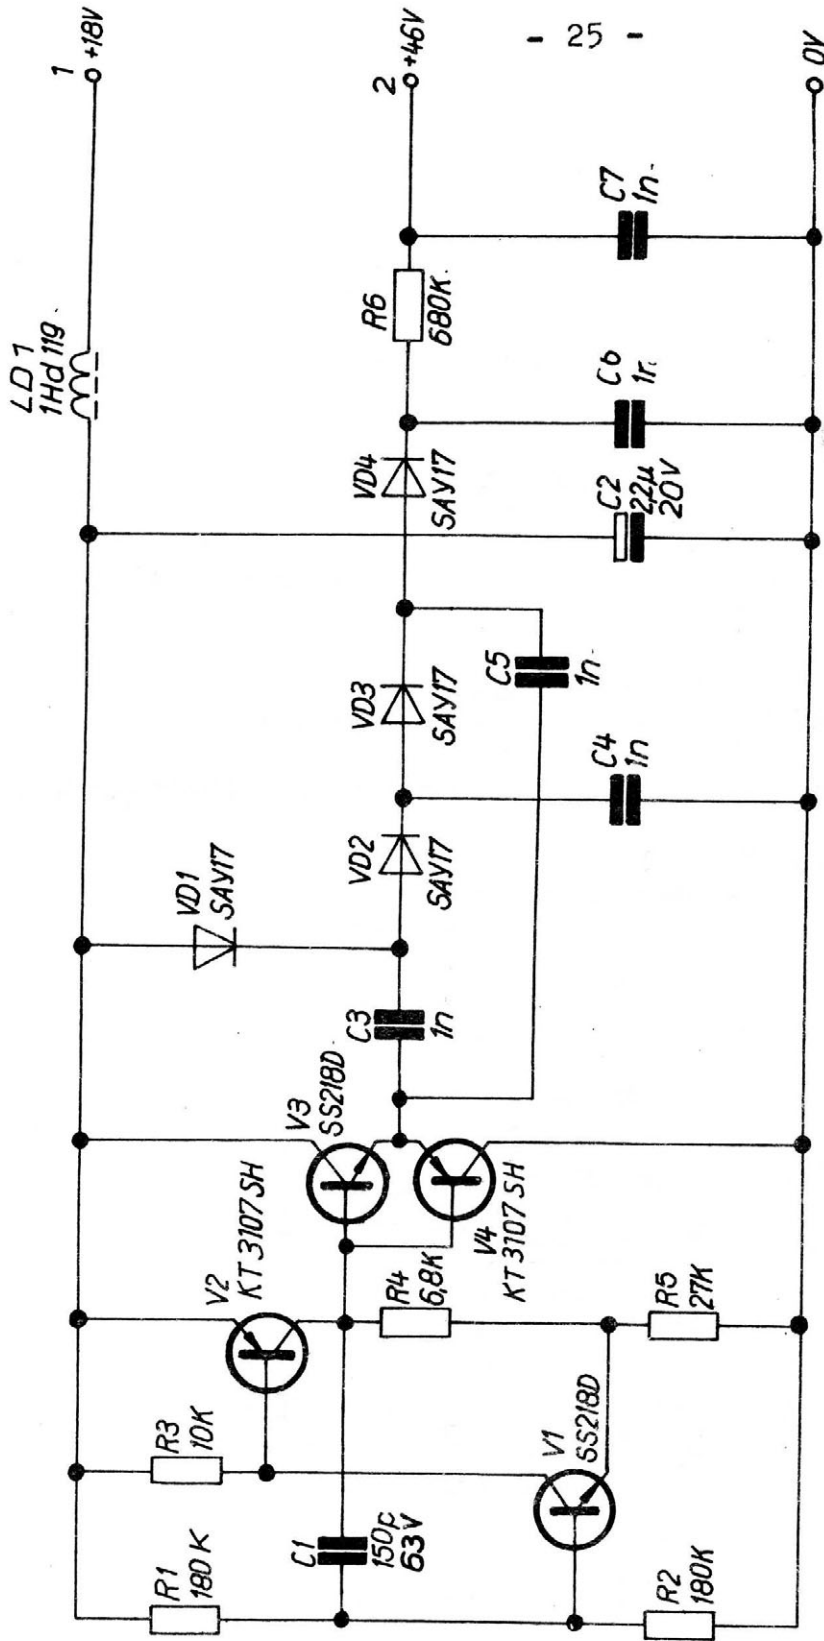 - 25 -
1
+18V
2
+46V
0V
LD 1
1Hd 119
R6
680K
C7
1n
C6
C2
22µ
20V
VD4
SAY17
VD3
SAY17
C5
1n
C4
1n
VD2
SAY17
VD1
SAY17
C3
1n
V3
SS218D
V4
KT3107SH
V2
KT3107SH
R4
6,8K
R5
27K
V1
SS218D
R3
10K
C1
150p
63V
R1
180K
R2
180K